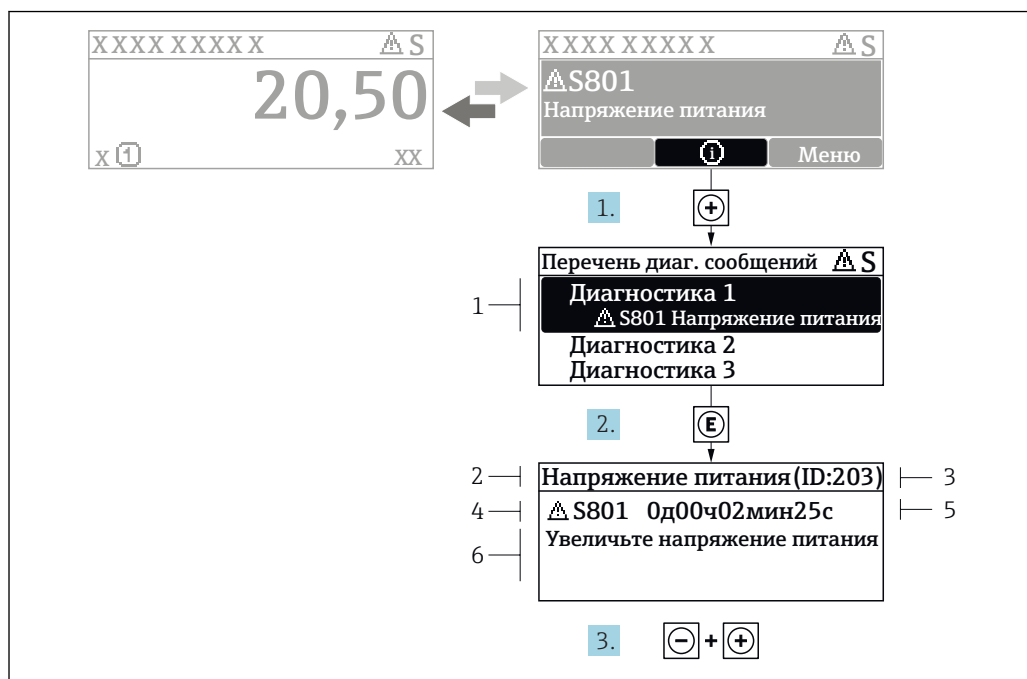 XXXX XXXXX ⚠ S
20,50
x 1 XX
XXXX XXXXX ⚠ S
⚠S801
Напряжение питания
i Меню
1. +
Перечень диаг. сообщений ⚠ S
1
Диагностика 1
⚠ S801 Напряжение питания
Диагностика 2
Диагностика 3
2. E
2 Напряжение питания (ID:203) 3
4 ⚠ S801 0д00ч02мин25с 5
Увеличьте напряжение питания
6
3. - + +